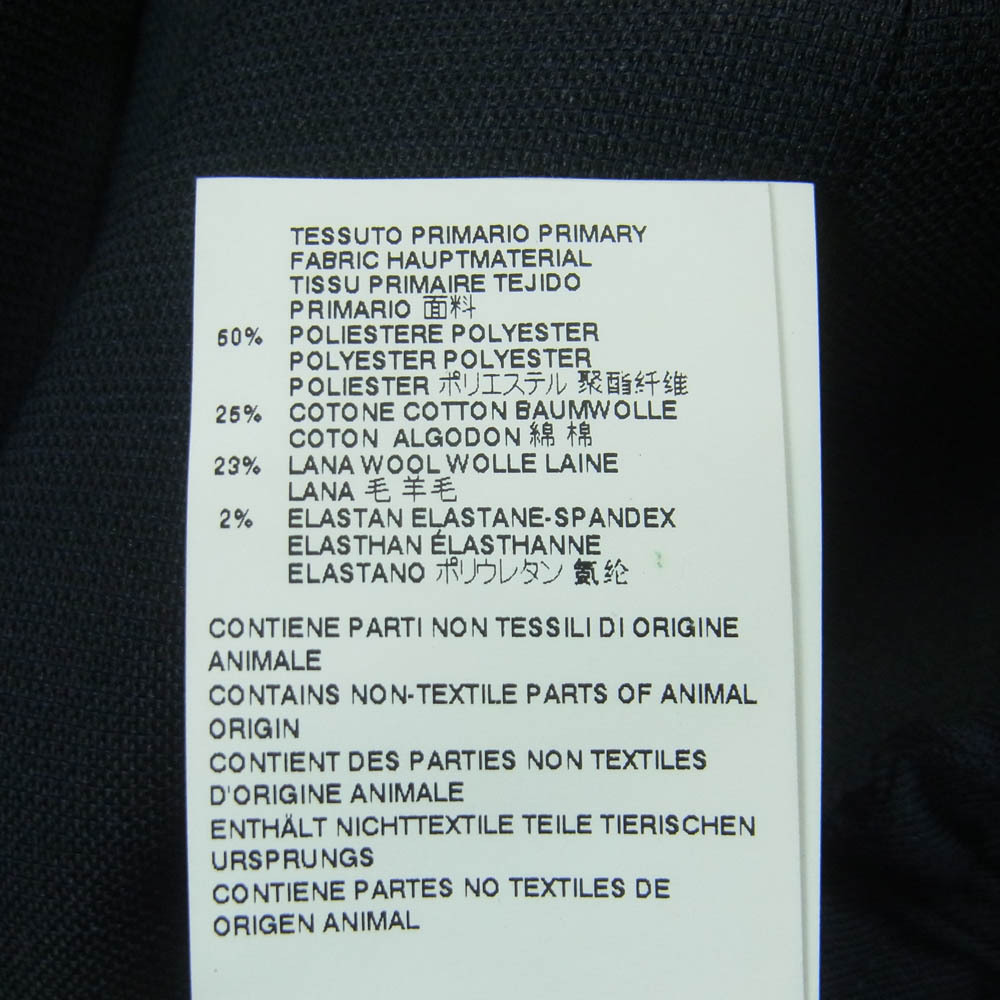 TESSUTO PRIMARIO PRIMARY
FABRIC HAUPTMATERIAL
TISSU PRIMAIRE TEJIDO
PRIMARIO 面料
50% POLIESTERE POLYESTER
POLYESTER POLYESTER
POLIESTER ポリエステル 聚酯纤维
25% COTONE COTTON BAUMWOLLE
COTON ALGODON 綿 棉
23% LANA WOOL WOLLE LAINE
LANA 毛 羊毛
2% ELASTAN ELASTANE-SPANDEX
ELASTHAN ÉLASTHANNE
ELASTANO ポリウレタン 氨纶
CONTIENE PARTI NON TESSILI DI ORIGINE
ANIMALE
CONTAINS NON-TEXTILE PARTS OF ANIMAL
ORIGIN
CONTIENT DES PARTIES NON TEXTILES
D'ORIGINE ANIMALE
ENTHÄLT NICHTTEXTILE TEILE TIERISCHEN
URSPRUNGS
CONTIENE PARTES NO TEXTILES DE
ORIGEN ANIMAL